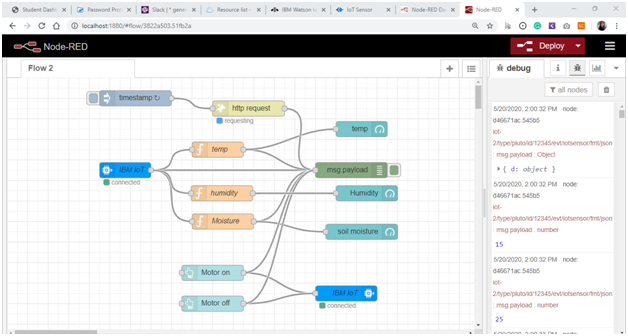 Student Dashb
Password Prote
Slack | * genera
Resource list -
IBM Watson Io
IoT Sensor
Node-RED Da
Node-RED
localhost:1880/#flow/3822a503.51fb2a
Node-RED
Deploy
Flow 2
debug
all nodes
timestamp ↻
http request
requesting
temp
temp
IBM IoT
connected
msg.payload
humidity
Humidity
Moisture
soil moisture
Motor on
Motor off
IBM IoT
connected
5/20/2020, 2:00:32 PM node:
d46671ac.545b5
iot-
2/type/pluto/id/12345/evt/iotsensor/fmt/json
: msg.payload : Object
{ d: object }
5/20/2020, 2:00:32 PM node:
d46671ac.545b5
iot-
2/type/pluto/id/12345/evt/iotsensor/fmt/json
: msg.payload : number
15
5/20/2020, 2:00:32 PM node:
d46671ac.545b5
iot-
2/type/pluto/id/12345/evt/iotsensor/fmt/json
: msg.payload : number
25